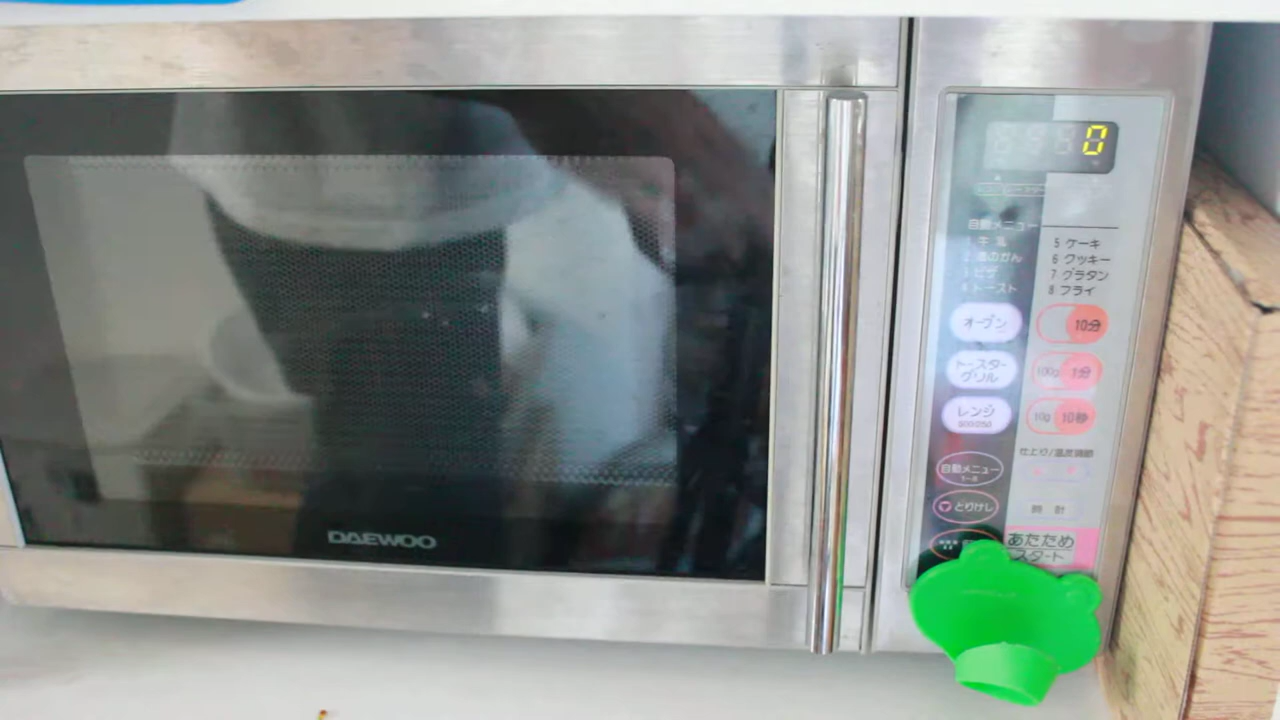 0
自動メニュー
1 牛乳
2 酒のかん
3 ピザ
4 トースト
5 ケーキ
6 クッキー
7 グラタン
8 フライ
オーブン
10分
トースター
グリル
100g 1分
レンジ
10g 10秒
仕上り/温度調節
自動メニュー
1~8
とりけし
時計
あたため
スタート
DAEWOO